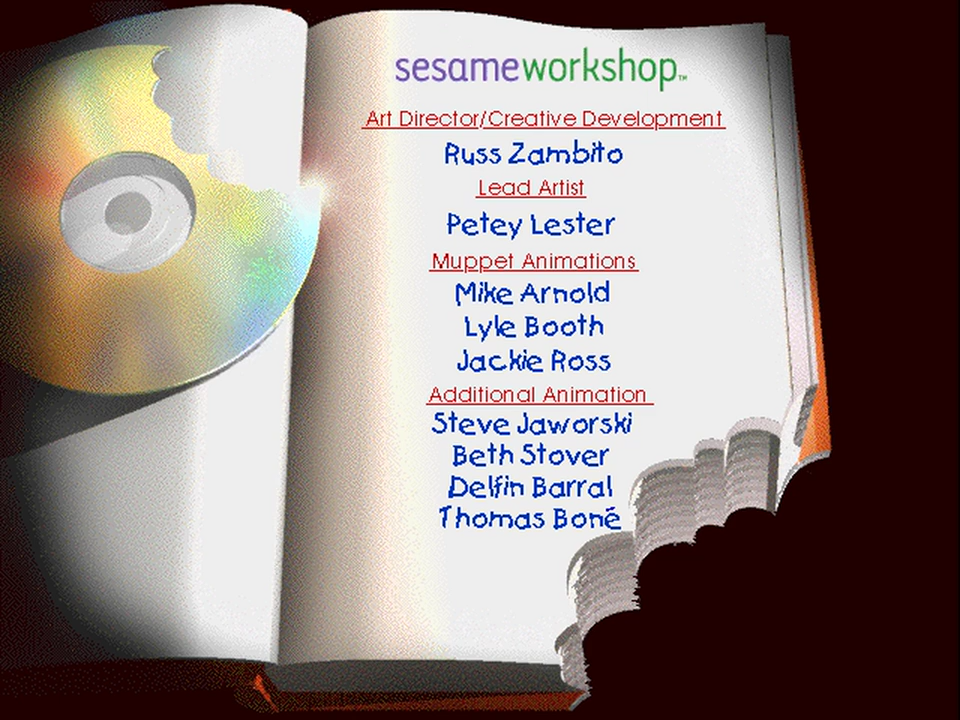 sesameworkshop™
Art Director/Creative Development
Russ Zambito
Lead Artist
Petey Lester
Muppet Animations
Mike Arnold
Lyle Booth
Jackie Ross
Additional Animation
Steve Jaworski
Beth Stover
Delfin Barral
Thomas Boné